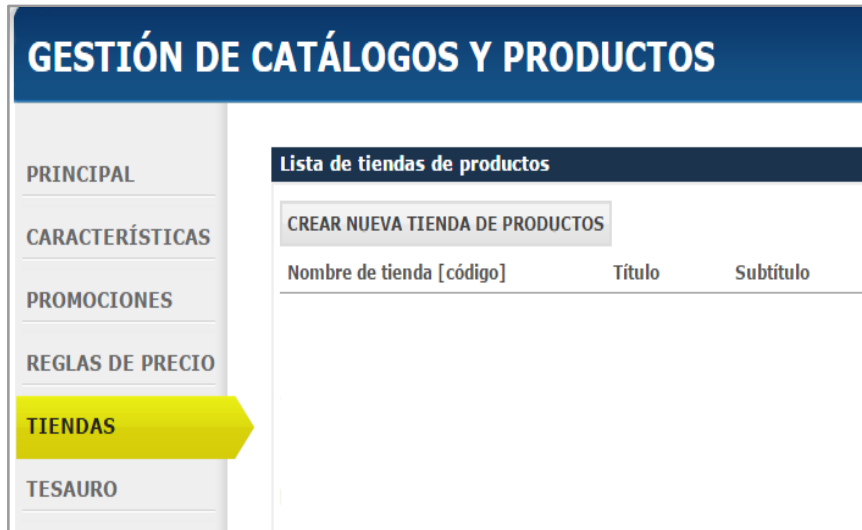 GESTIÓN DE CATÁLOGOS Y PRODUCTOS
PRINCIPAL
CARACTERÍSTICAS
PROMOCIONES
REGLAS DE PRECIO
TIENDAS
TESAURO
Lista de tiendas de productos
CREAR NUEVA TIENDA DE PRODUCTOS
Nombre de tienda [código] Título Subtítulo